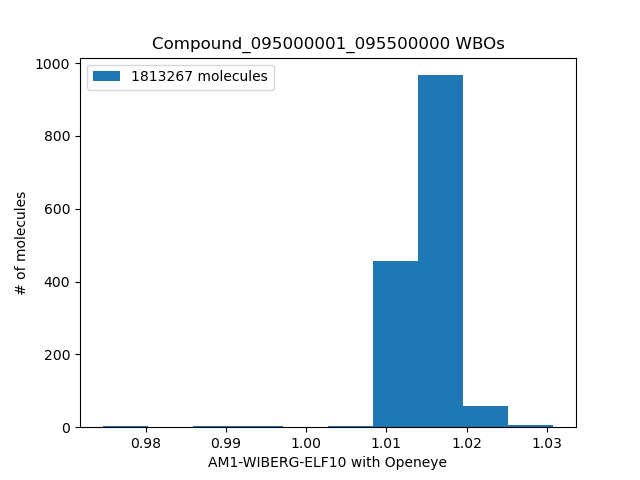 Compound_095000001_095500000 WBOs
1813267 molecules
1000
800
600
400
200
0
# of molecules
0.98 0.99 1.00 1.01 1.02 1.03
AM1-WIBERG-ELF10 with Openeye